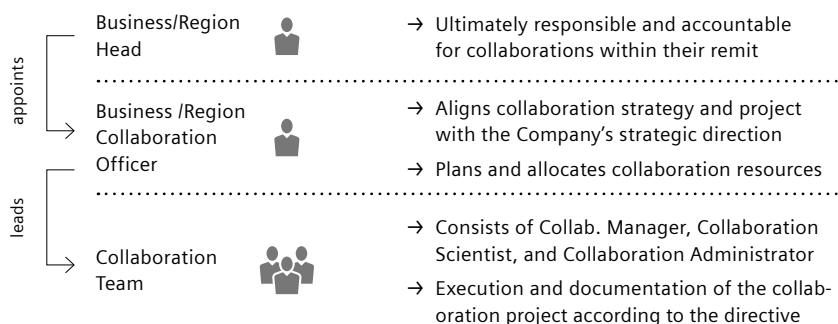 appoints
leads
Business/Region
Head
→ Ultimately responsible and accountable
for collaborations within their remit
Business /Region
Collaboration
Officer
→ Aligns collaboration strategy and project
with the Company’s strategic direction
→ Plans and allocates collaboration resources
Collaboration
Team
→ Consists of Collab. Manager, Collaboration
Scientist, and Collaboration Administrator
→ Execution and documentation of the collab-
oration project according to the directive